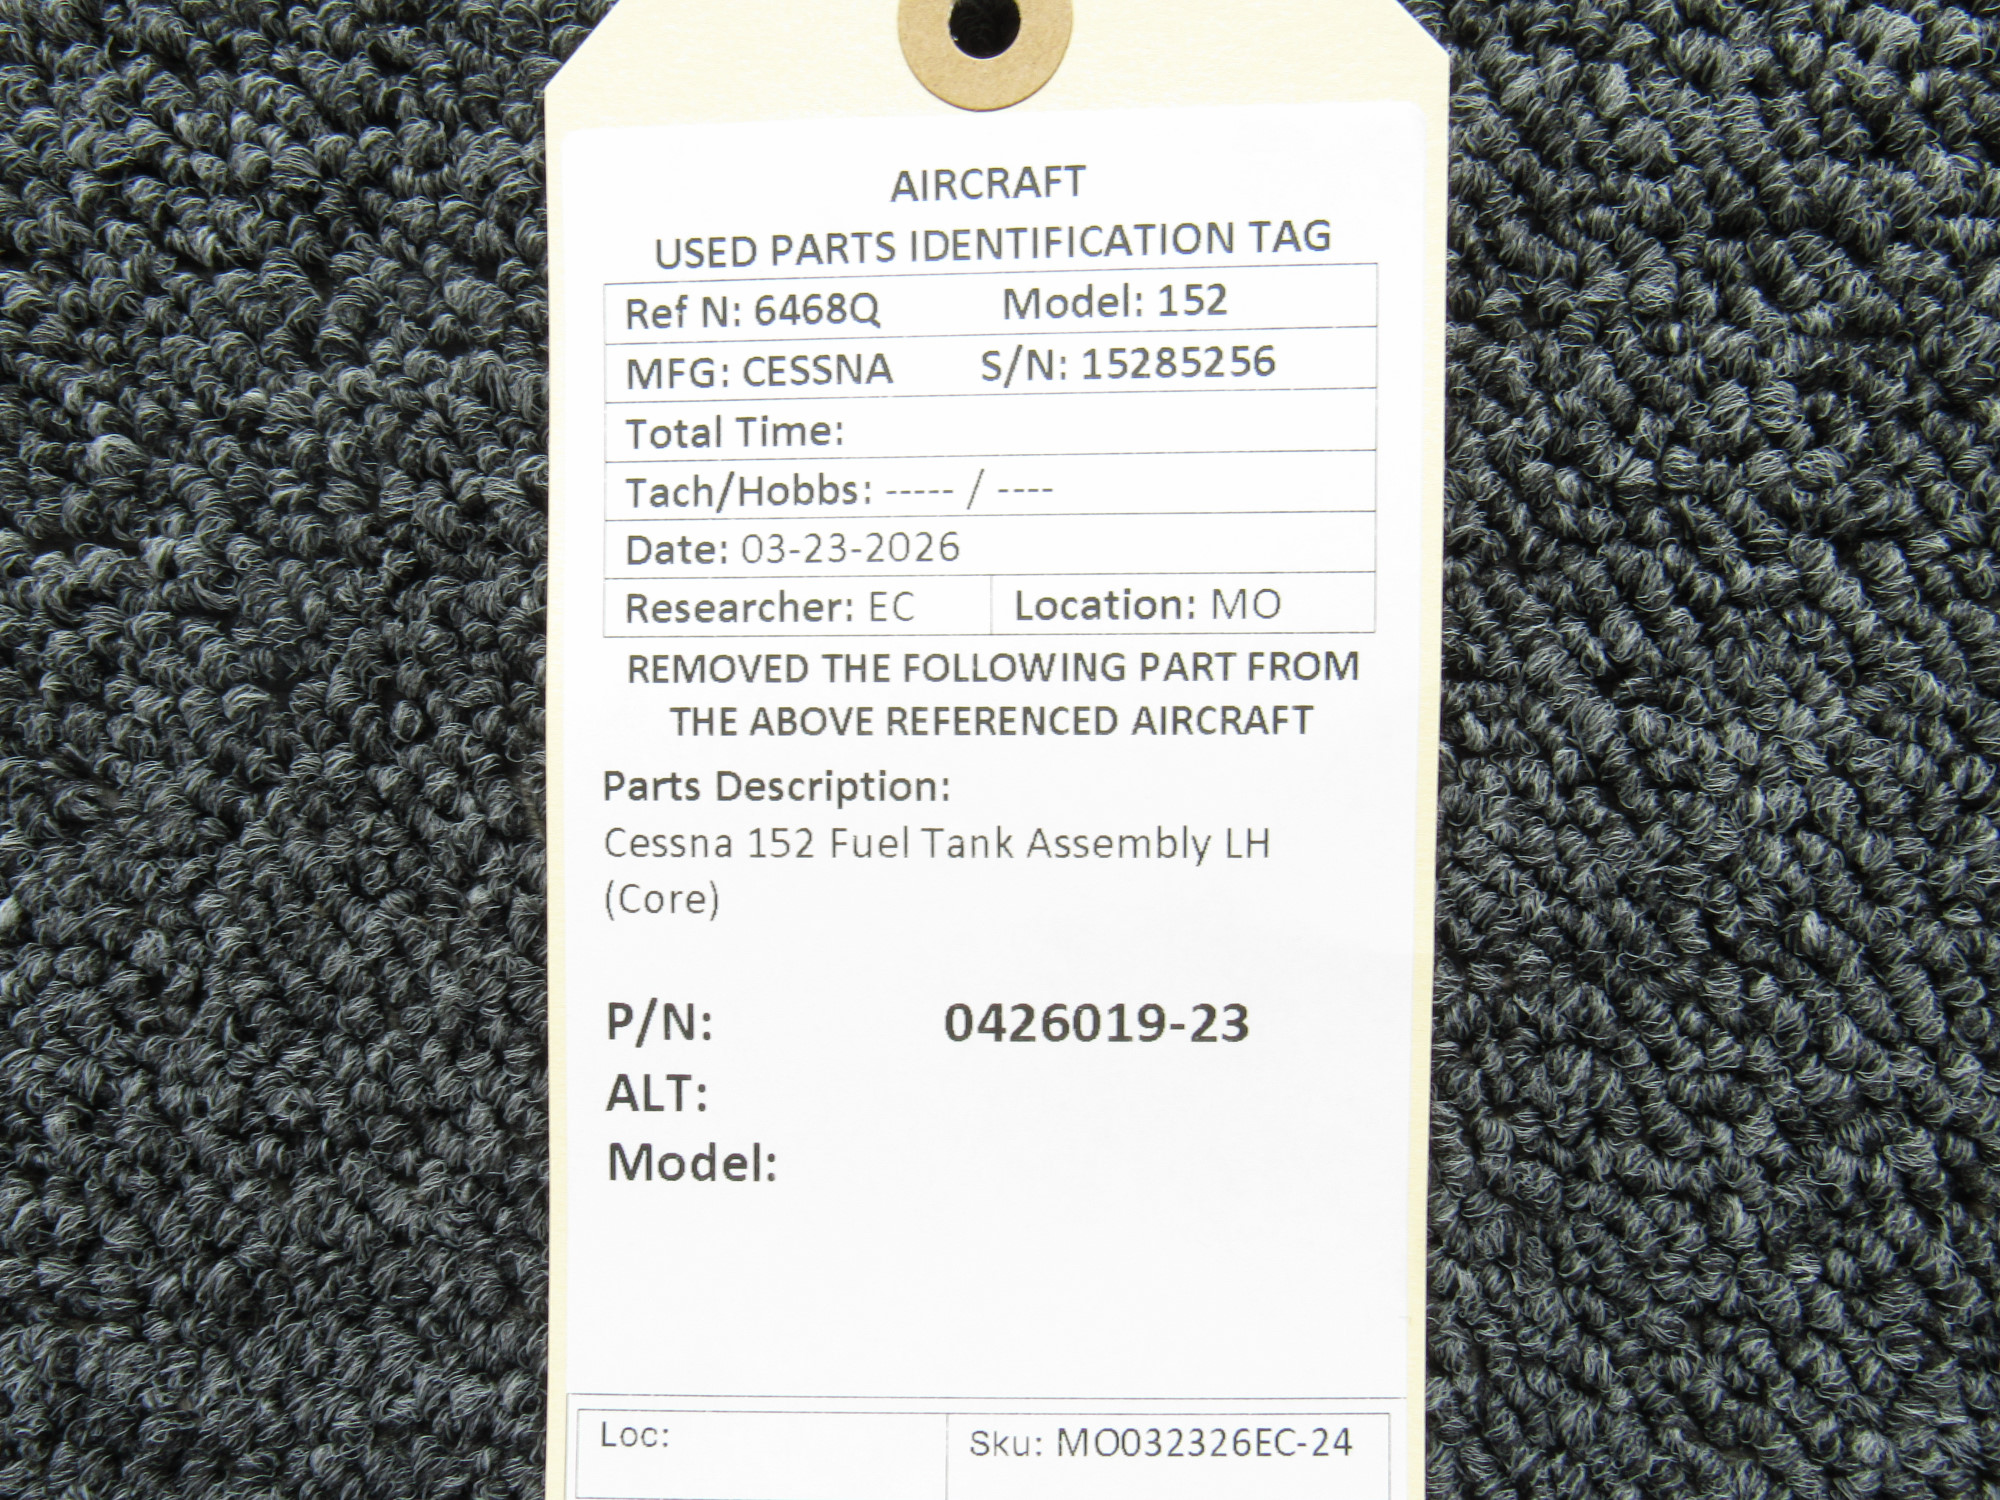 AIRCRAFT
USED PARTS IDENTIFICATION TAG
Ref N: 6468Q Model: 152
MFG: CESSNA S/N: 15285256
Total Time:
Tach/Hobbs: ----- / ----
Date: 03-23-2026
Researcher: EC Location: MO
REMOVED THE FOLLOWING PART FROM
THE ABOVE REFERENCED AIRCRAFT
Parts Description:
Cessna 152 Fuel Tank Assembly LH
(Core)
P/N: 0426019-23
ALT:
Model:
Loc: Sku: MO032326EC-24